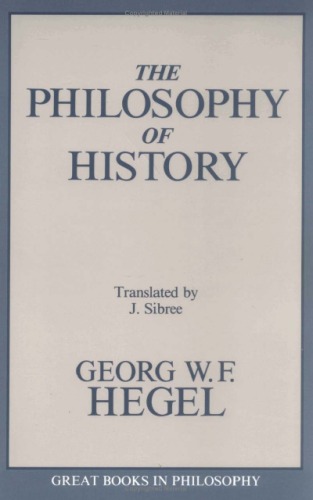 THE
PHILOSOPHY
OF
HISTORY
Translated by
J. Sibree
GEORG W. F.
HEGEL
GREAT BOOKS IN PHILOSOPHY